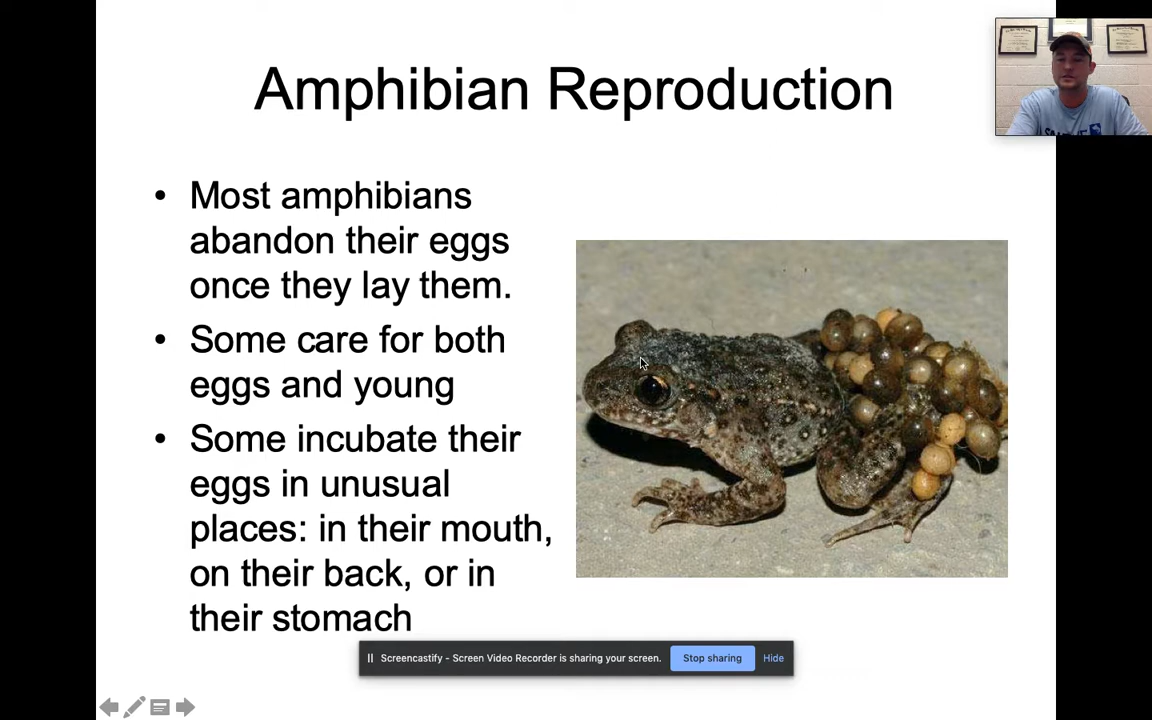 Amphibian Reproduction
• Most amphibians
abandon their eggs
once they lay them.
• Some care for both
eggs and young
• Some incubate their
eggs in unusual
places: in their mouth,
on their back, or in
their stomach
Screencastify - Screen Video Recorder is sharing your screen. Stop sharing Hide